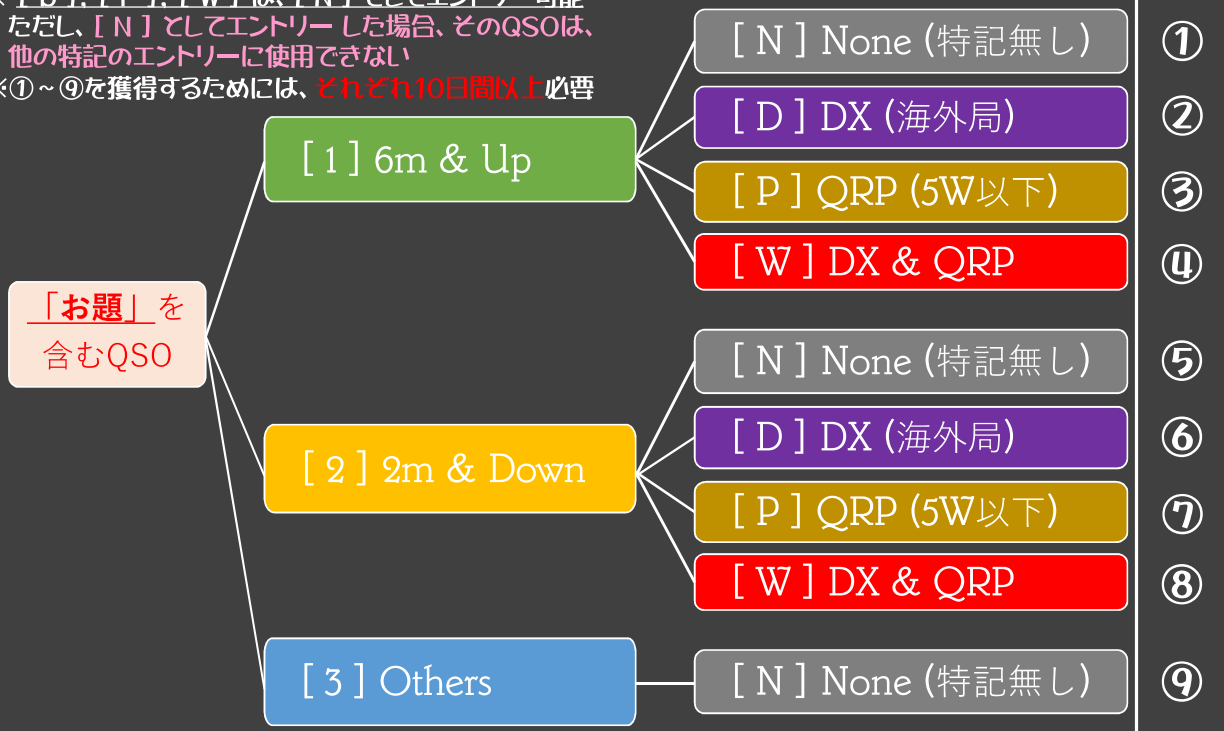 ただし、[ N ] としてエントリー した場合、そのQSOは、
他の特記のエントリーに使用できない
※①~⑨を獲得するためには、それぞれ10日間以上必要
[ N ] None (特記無し) ①
[ D ] DX (海外局) ②
[ 1 ] 6m & Up
[ P ] QRP (5W以下) ③
[ W ] DX & QRP ④
「お題」を
含むQSO
[ N ] None (特記無し) ⑤
[ D ] DX (海外局) ⑥
[ 2 ] 2m & Down
[ P ] QRP (5W以下) ⑦
[ W ] DX & QRP ⑧
[ 3 ] Others
[ N ] None (特記無し) ⑨